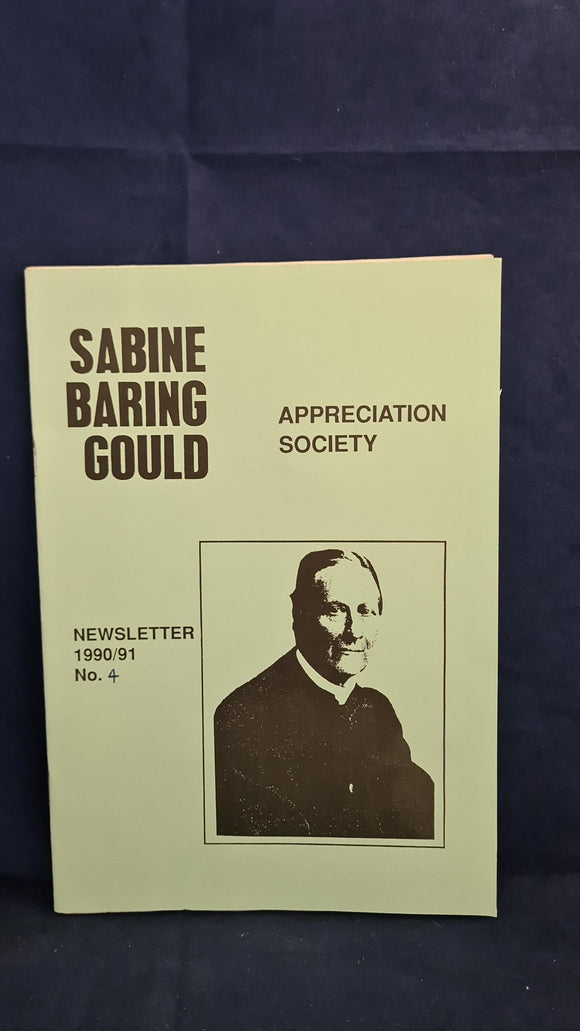 SABINE
BARING
GOULD
APPRECIATION
SOCIETY
NEWSLETTER
1990/91
No. 4